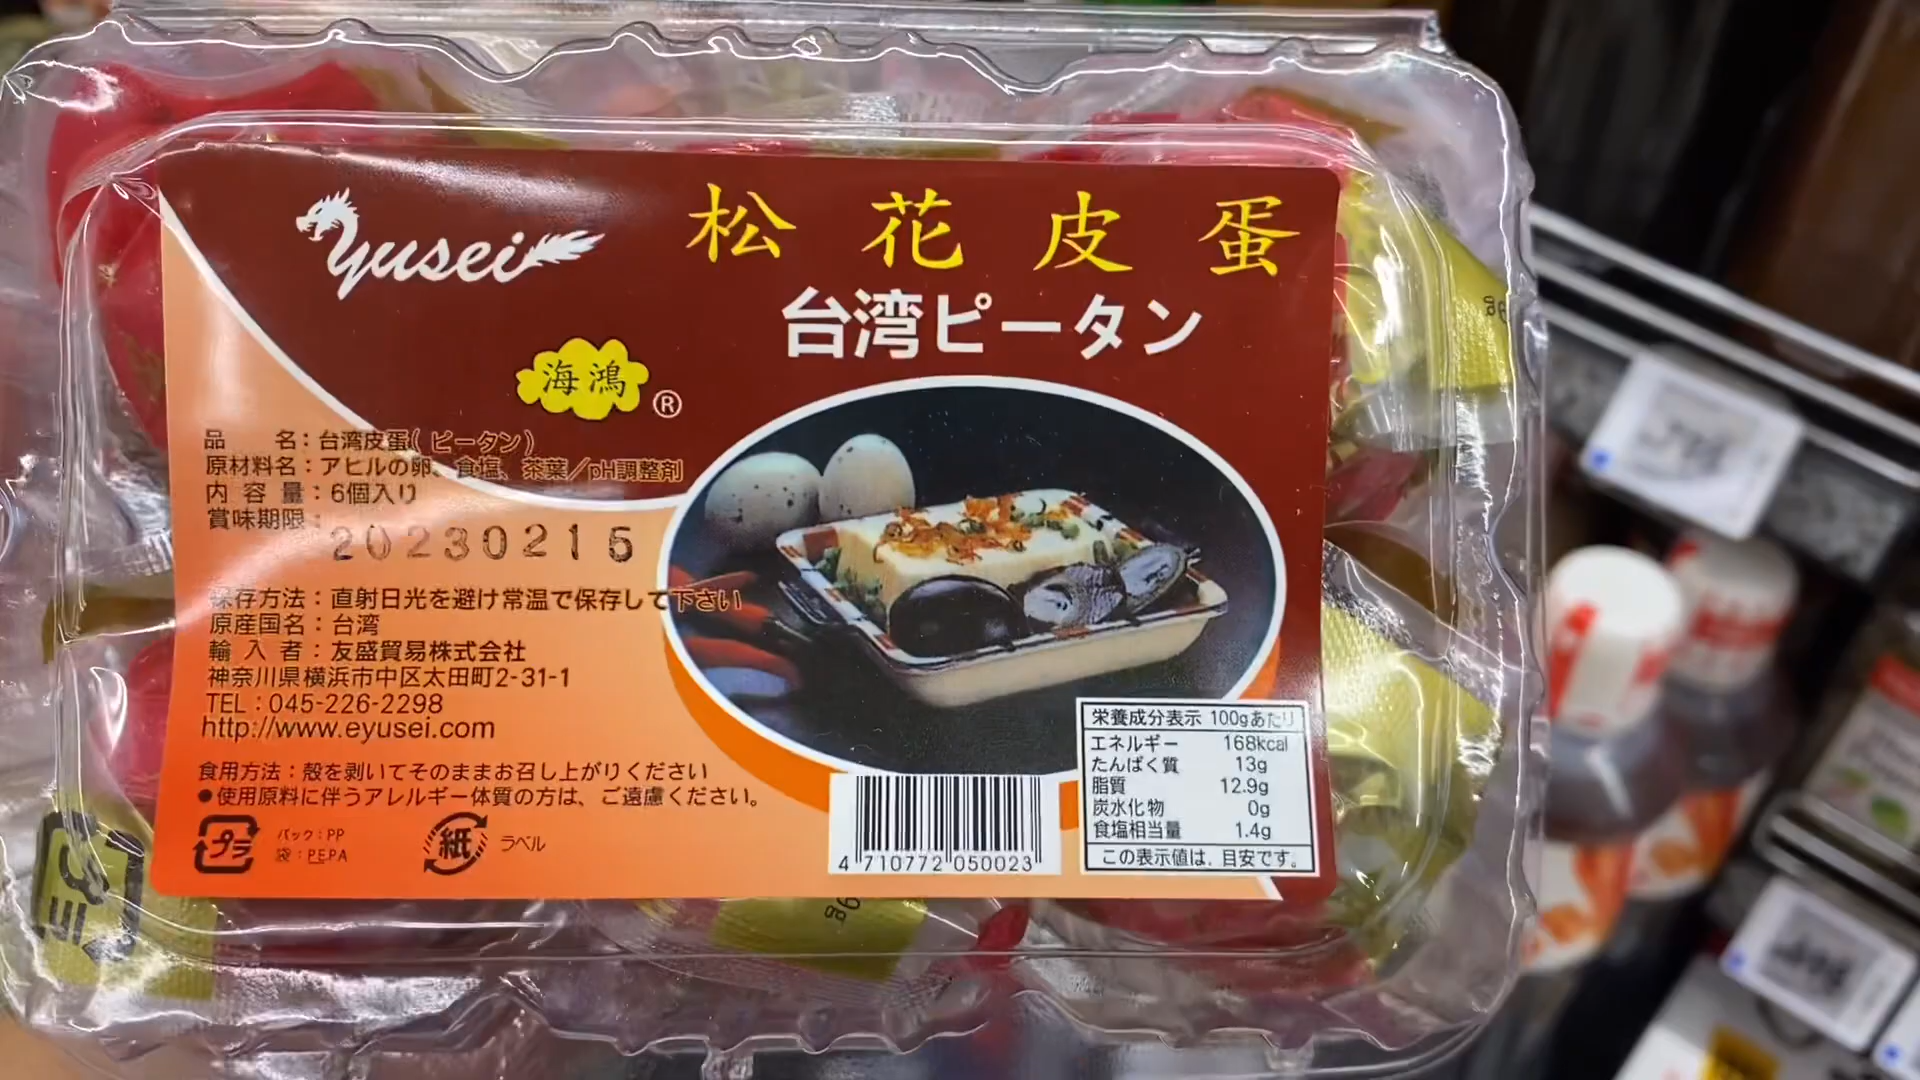 yusei
松花皮蛋
台湾ピータン
海鴻
®
品　名：台湾皮蛋(ピータン)
原材料名：アヒルの卵、食塩、茶葉／pH調整剤
内容量：6個入り
賞味期限：
20230215
保存方法：直射日光を避け常温で保存して下さい
原産国名：台湾
輸入者：友盛貿易株式会社
神奈川県横浜市中区太田町2-31-1
TEL：045-226-2298
http://www.eyusei.com
食用方法：殻を剥いてそのままお召し上がりください
●使用原料に伴うアレルギー体質の方は、ご遠慮ください。
プラ
パック：PP
袋：PEPA
紙
ラベル
4 710772 050023
栄養成分表示 100gあたり
エネルギー 168kcal
たんぱく質 13g
脂質 12.9g
炭水化物 0g
食塩相当量 1.4g
この表示値は、目安です。